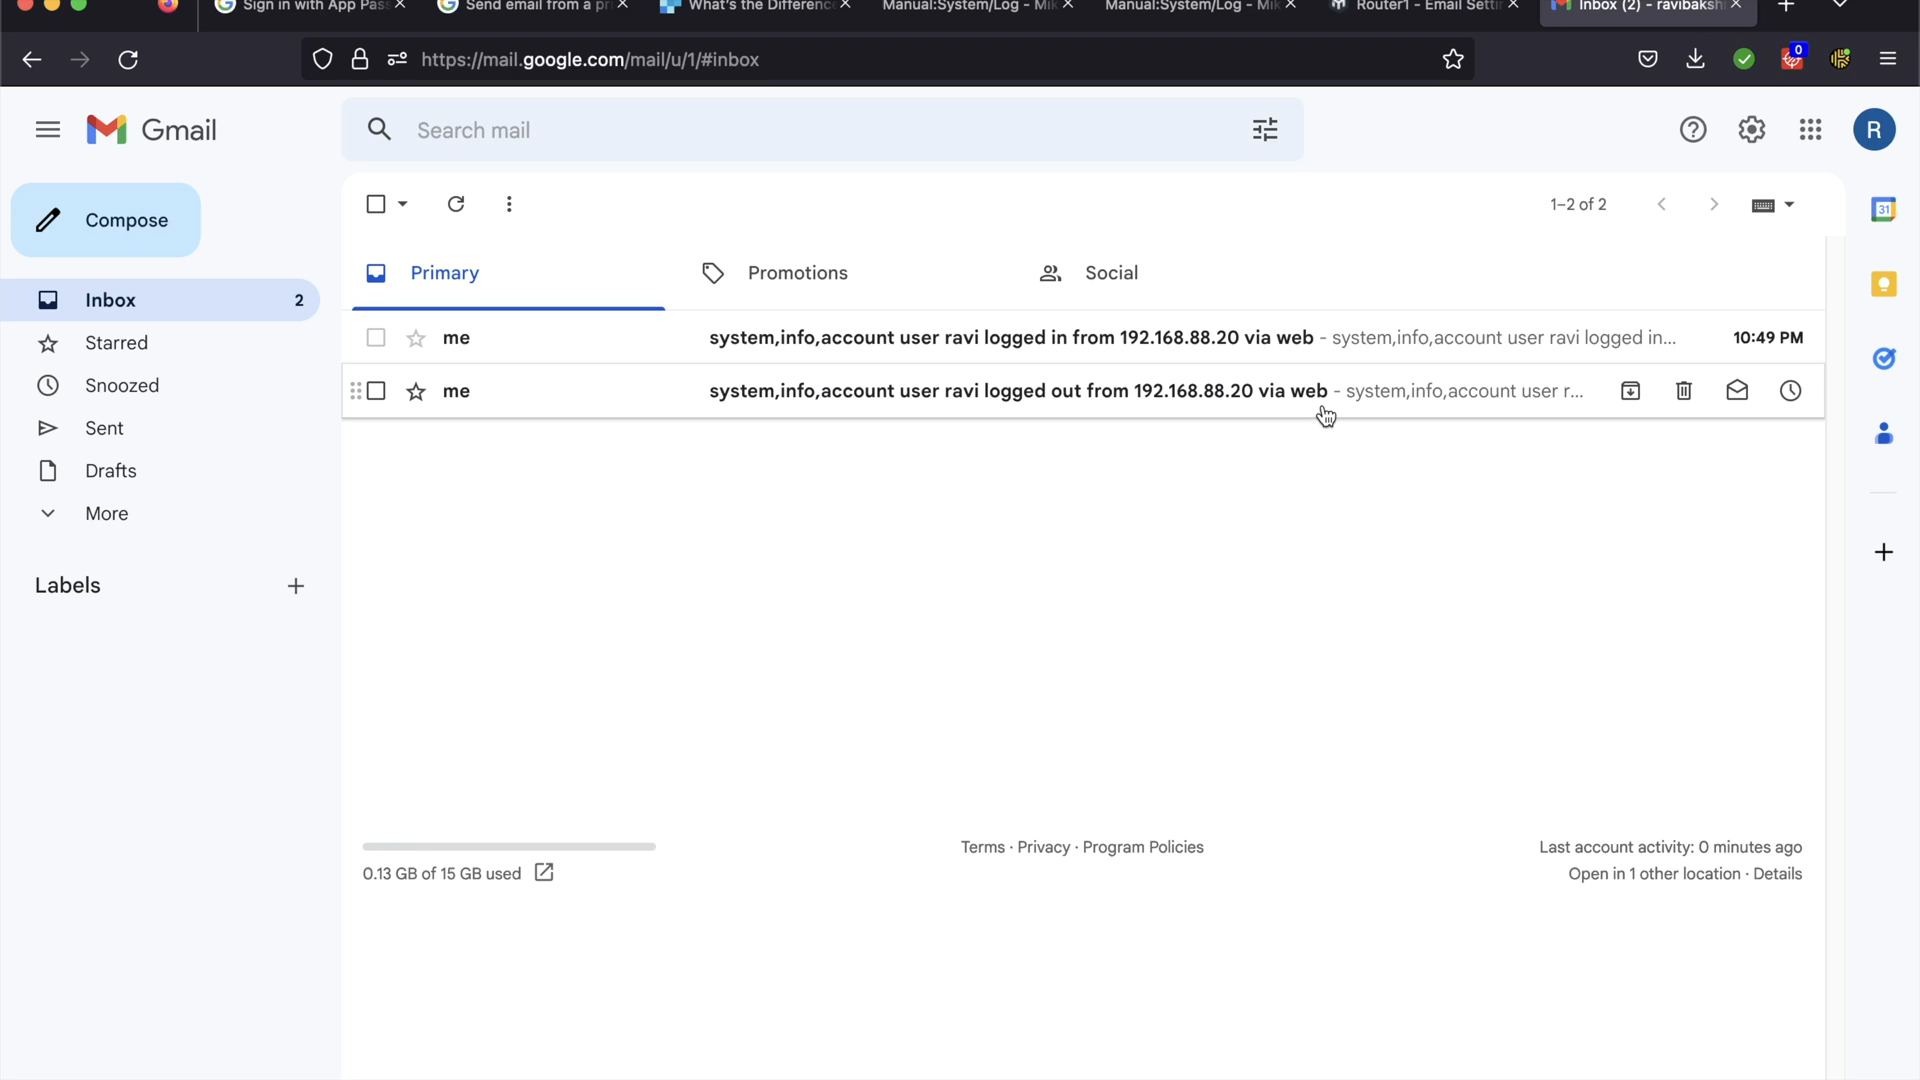 Sign in with App Pass
Send email from a pr
What's the Difference
Manual:System/Log - Mik
Manual:System/Log - Mik
Router1 - Email Settin
Inbox (2) - ravibakshi
https://mail.google.com/mail/u/1/#inbox
0
Gmail
Search mail
R
Compose
1–2 of 2
31
Primary
Promotions
Social
Inbox 2
Starred
Snoozed
Sent
Drafts
More
Labels
me system,info,account user ravi logged in from 192.168.88.20 via web - system,info,account user ravi logged in... 10:49 PM
me system,info,account user ravi logged out from 192.168.88.20 via web - system,info,account user r...
0.13 GB of 15 GB used
Terms · Privacy · Program Policies
Last account activity: 0 minutes ago
Open in 1 other location · Details